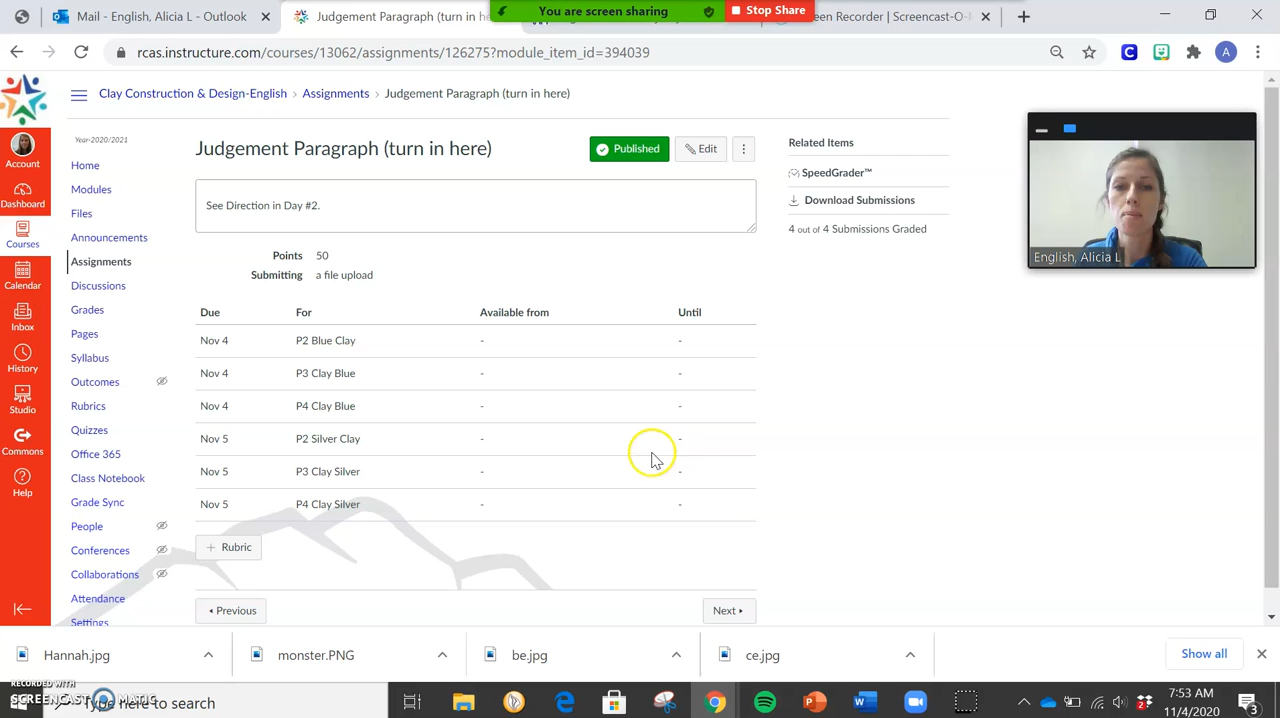 Mail - English, Alicia L - Outlook
Judgement Paragraph (turn in he
You are screen sharing
Stop Share
een Recorder | Screencast-O-
rcas.instructure.com/courses/13062/assignments/126275?module_item_id=394039
A
Clay Construction & Design-English > Assignments > Judgement Paragraph (turn in here)
Account
Dashboard
Courses
Calendar
Inbox
History
Studio
Commons
Help
Year-2020/2021
Home
Modules
Files
Announcements
Assignments
Discussions
Grades
Pages
Syllabus
Outcomes
Rubrics
Quizzes
Office 365
Class Notebook
Grade Sync
People
Conferences
Collaborations
Attendance
Settings
Judgement Paragraph (turn in here)
Published
Edit
See Direction in Day #2.
Points 50
Submitting a file upload
Due For Available from Until
Nov 4 P2 Blue Clay - -
Nov 4 P3 Clay Blue - -
Nov 4 P4 Clay Blue - -
Nov 5 P2 Silver Clay - -
Nov 5 P3 Clay Silver - -
Nov 5 P4 Clay Silver - -
+ Rubric
Previous
Next
Related Items
SpeedGrader™
Download Submissions
4 out of 4 Submissions Graded
English, Alicia L
Hannah.jpg
monster.PNG
be.jpg
ce.jpg
Show all
RECORDED WITH
SCREENCAST MATIC
Type here to search
7:53 AM
11/4/2020
3